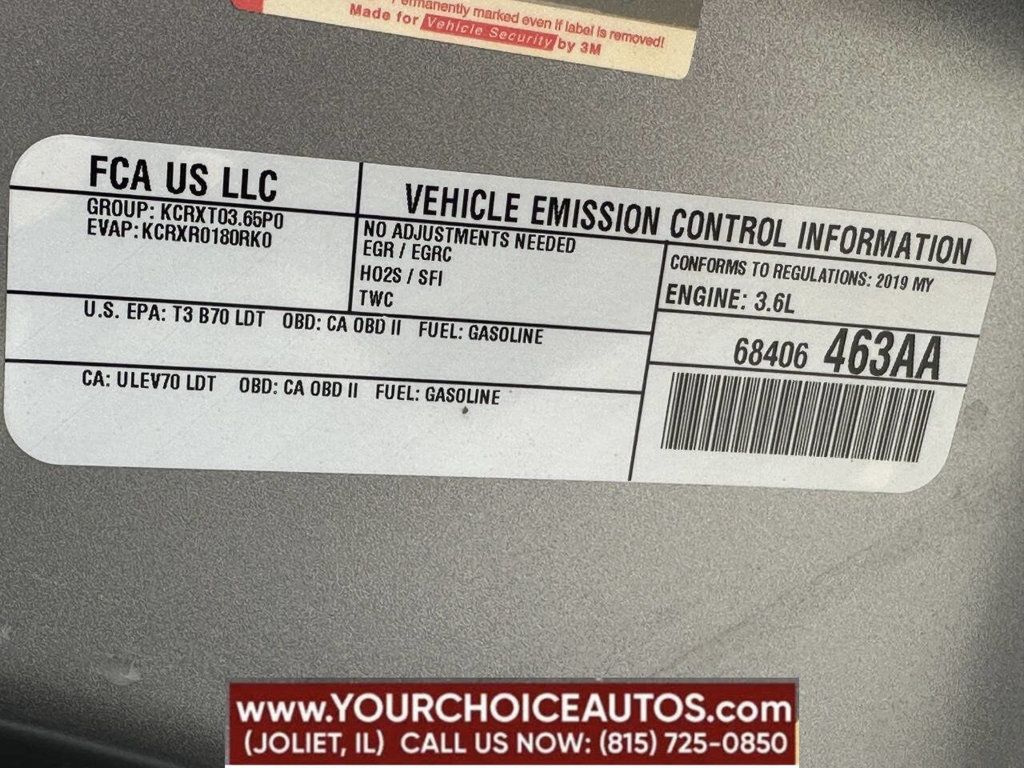 ermanently marked even if label is removed!
Made for Vehicle Security by 3M
FCA US LLC
GROUP: KCRXT03.65P0
EVAP: KCRXR0180RK0
VEHICLE EMISSION CONTROL INFORMATION
NO ADJUSTMENTS NEEDED
EGR / EGRC
HO2S / SFI
TWC
CONFORMS TO REGULATIONS: 2019 MY
ENGINE: 3.6L
U.S. EPA: T3 B70 LDT OBD: CA OBD II FUEL: GASOLINE
68406 463AA
CA: ULEV70 LDT OBD: CA OBD II FUEL: GASOLINE
www.YOURCHOICEAUTOS.com
(JOLIET, IL) CALL US NOW: (815) 725-0850